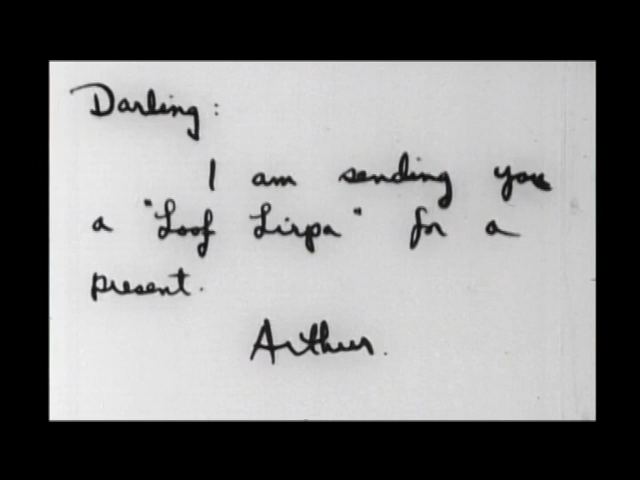 Darling:
I am sending you
a "Loof Lirpa" for a
present.
Arthur.